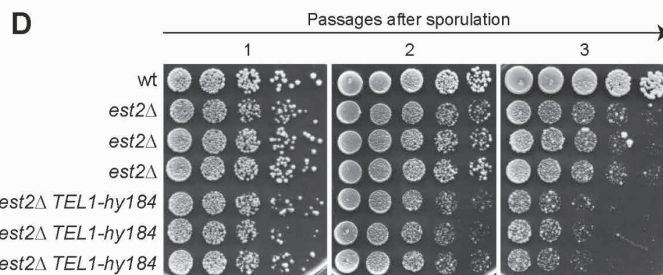 D
Passages after sporulation
1 2 3
wt
est2Δ
est2Δ
est2Δ
est2Δ TEL1-hy184
est2Δ TEL1-hy184
est2Δ TEL1-hy184